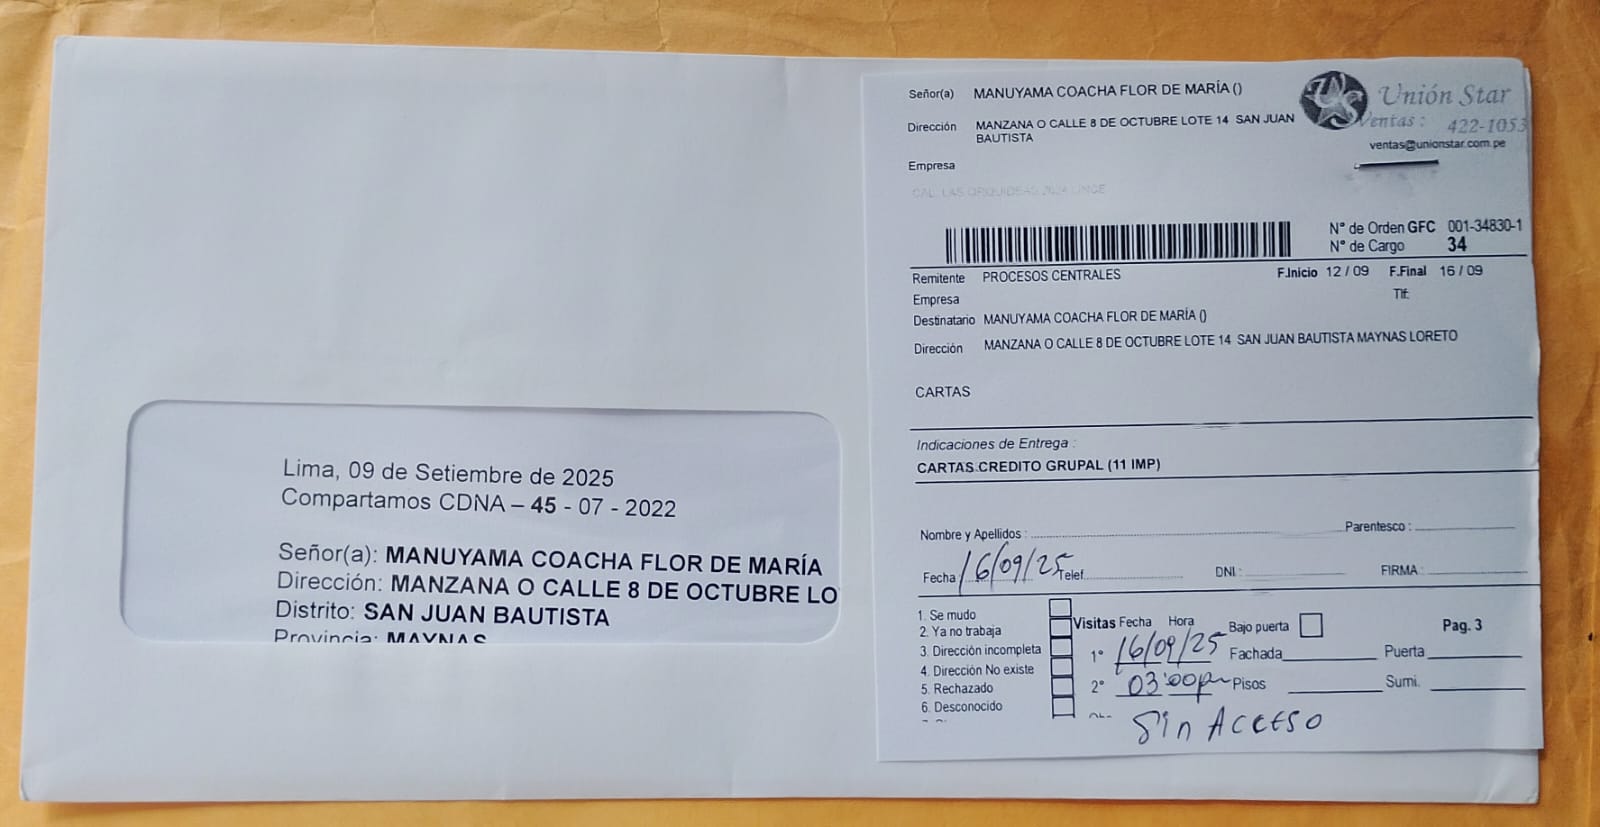 Lima, 09 de Setiembre de 2025
Compartamos CDNA – 45 - 07 - 2022
Señor(a): MANUYAMA COACHA FLOR DE MARÍA
Dirección: MANZANA O CALLE 8 DE OCTUBRE LO
Distrito: SAN JUAN BAUTISTA
Provincia: MAYNAS
Señor(a) MANUYAMA COACHA FLOR DE MARÍA ()
Dirección MANZANA O CALLE 8 DE OCTUBRE LOTE 14 SAN JUAN
BAUTISTA
Empresa
CAL. LAS ORQUIDEAS 2024 LINCE
Unión Star
Ventas : 422-1053
ventas@unionstar.com.pe
N° de Orden GFC 001-34830-1
N° de Cargo 34
Remitente PROCESOS CENTRALES F.Inicio 12 / 09 F.Final 16 / 09
Empresa Tlf:
Destinatario MANUYAMA COACHA FLOR DE MARÍA ()
Dirección MANZANA O CALLE 8 DE OCTUBRE LOTE 14 SAN JUAN BAUTISTA MAYNAS LORETO
CARTAS
Indicaciones de Entrega :
CARTAS CREDITO GRUPAL (11 IMP)
Nombre y Apellidos : Parentesco :
Fecha 16/09/25 Telef. DNI : FIRMA :
1. Se mudo
2. Ya no trabaja
3. Dirección incompleta
4. Dirección No existe
5. Rechazado
6. Desconocido
Visitas Fecha Hora Bajo puerta Pag. 3
1° 16/09/25 Fachada Puerta
2° 03:00pm Pisos Sumi.
Sin Acceso